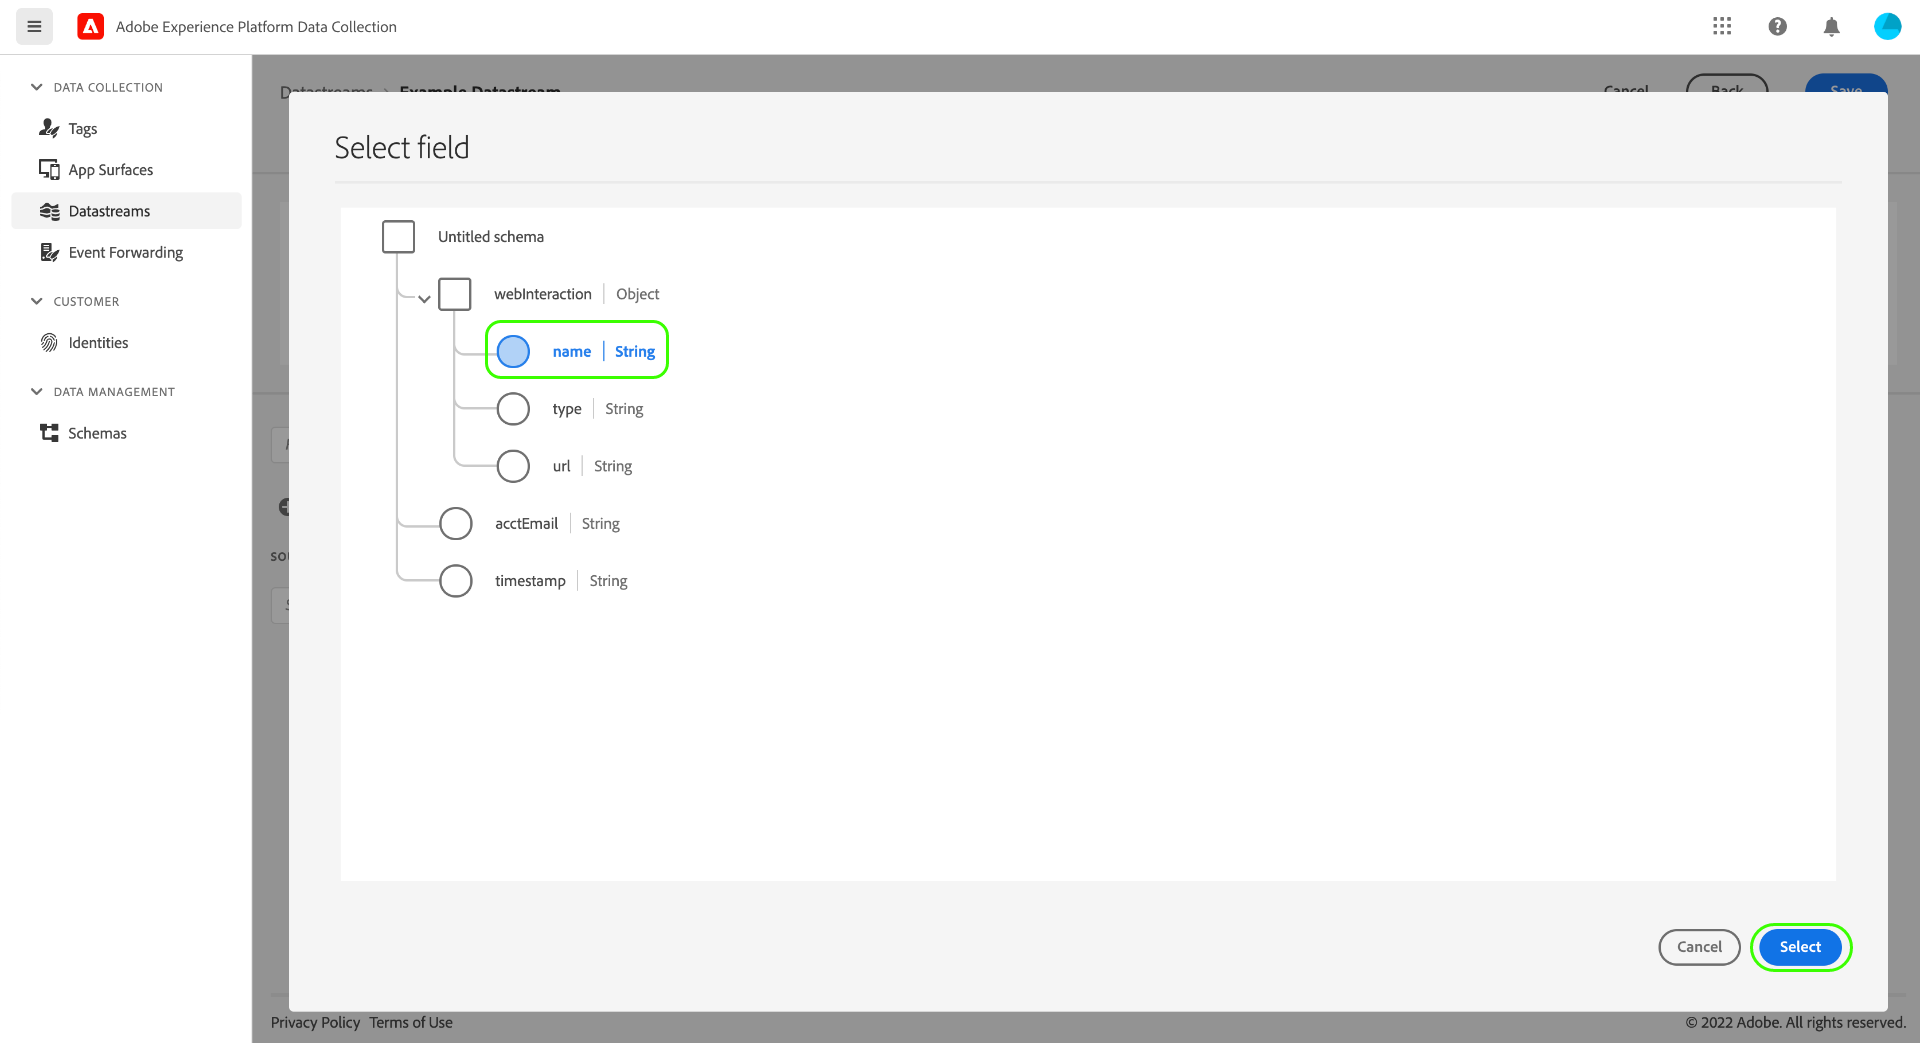 Adobe Experience Platform Data Collection
DATA COLLECTION
Tags
App Surfaces
Datastreams
Event Forwarding
CUSTOMER
Identities
DATA MANAGEMENT
Schemas
Datastreams > Example Datastream
Cancel
Back
Save
Select field
Untitled schema
webInteraction | Object
name | String
type | String
url | String
acctEmail | String
timestamp | String
Cancel
Select
Privacy Policy Terms of Use
© 2022 Adobe. All rights reserved.